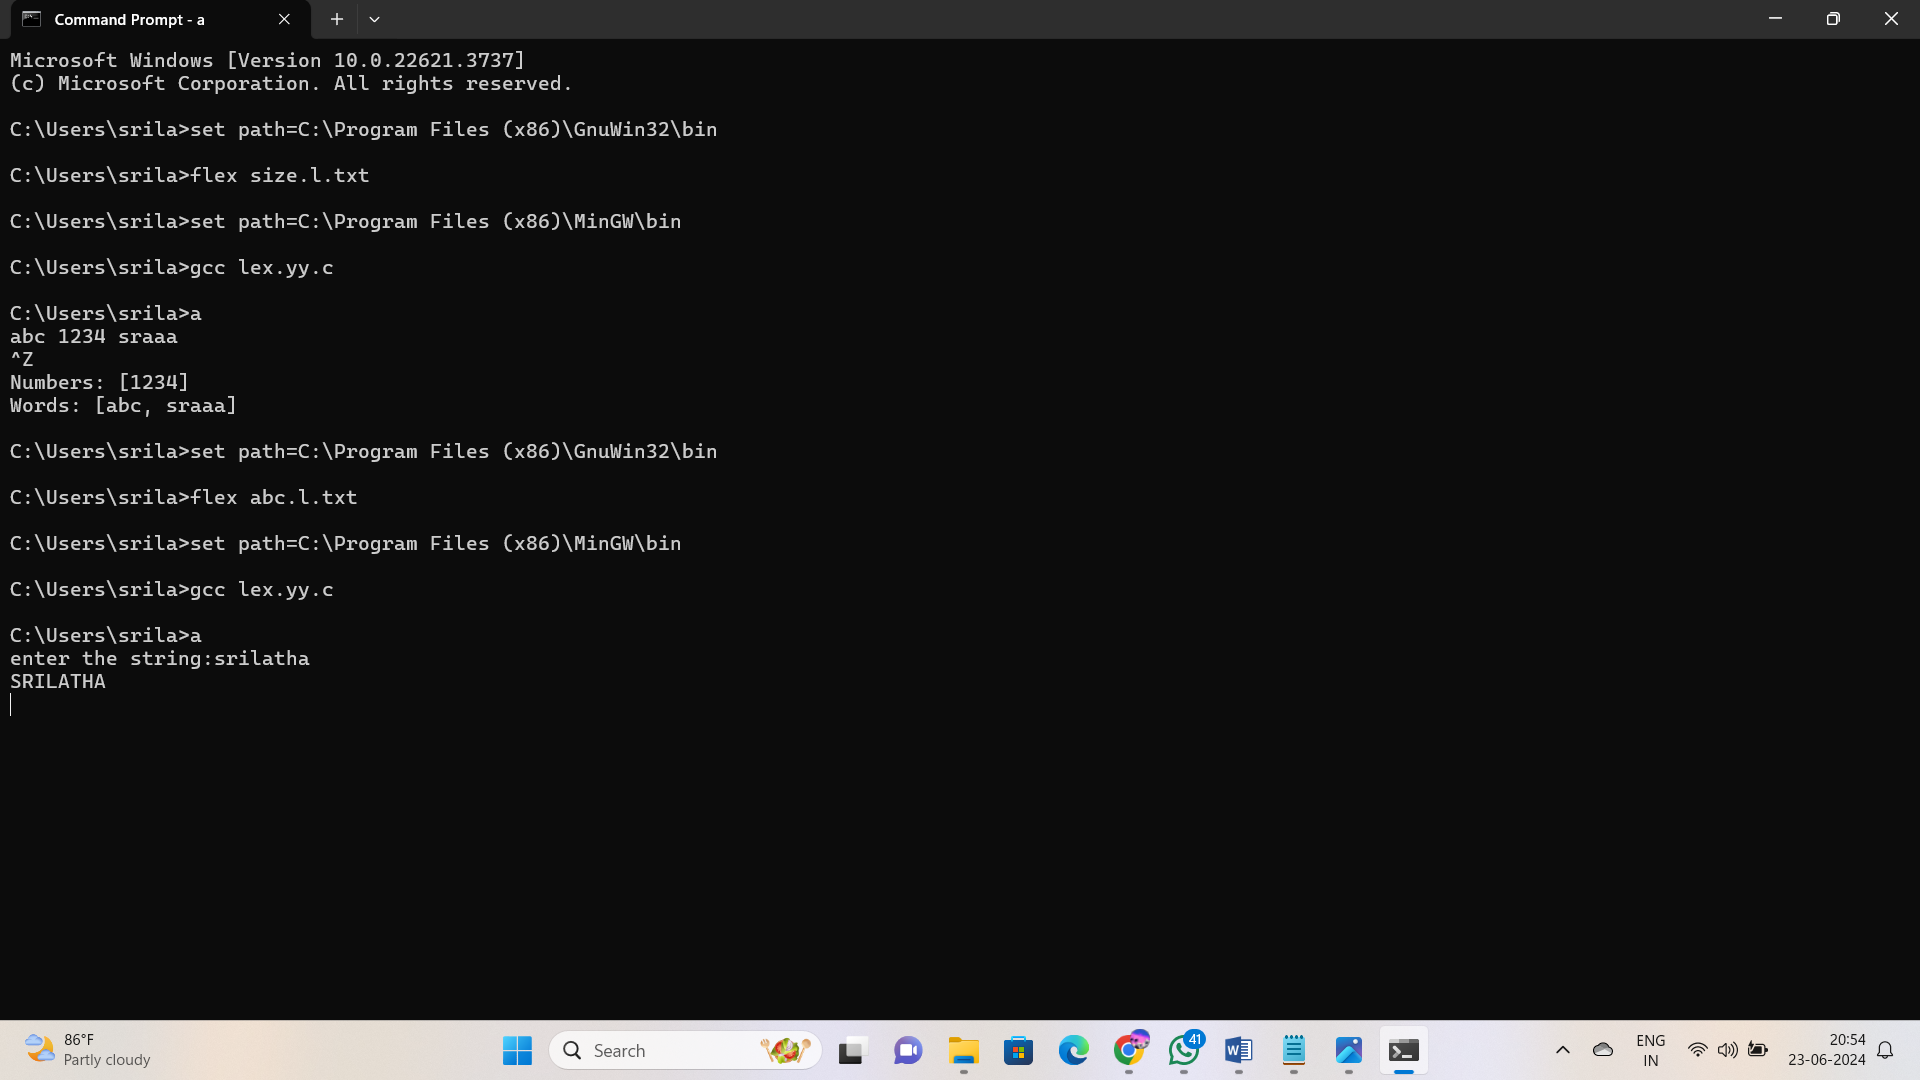 Command Prompt - a
Microsoft Windows [Version 10.0.22621.3737]
(c) Microsoft Corporation. All rights reserved.
C:\Users\srila>set path=C:\Program Files (x86)\GnuWin32\bin
C:\Users\srila>flex size.l.txt
C:\Users\srila>set path=C:\Program Files (x86)\MinGW\bin
C:\Users\srila>gcc lex.yy.c
C:\Users\srila>a
abc 1234 sraaa
^Z
Numbers: [1234]
Words: [abc, sraaa]
C:\Users\srila>set path=C:\Program Files (x86)\GnuWin32\bin
C:\Users\srila>flex abc.l.txt
C:\Users\srila>set path=C:\Program Files (x86)\MinGW\bin
C:\Users\srila>gcc lex.yy.c
C:\Users\srila>a
enter the string:srilatha
SRILATHA
86°F
Partly cloudy
Search
41
ENG
IN
20:54
23-06-2024